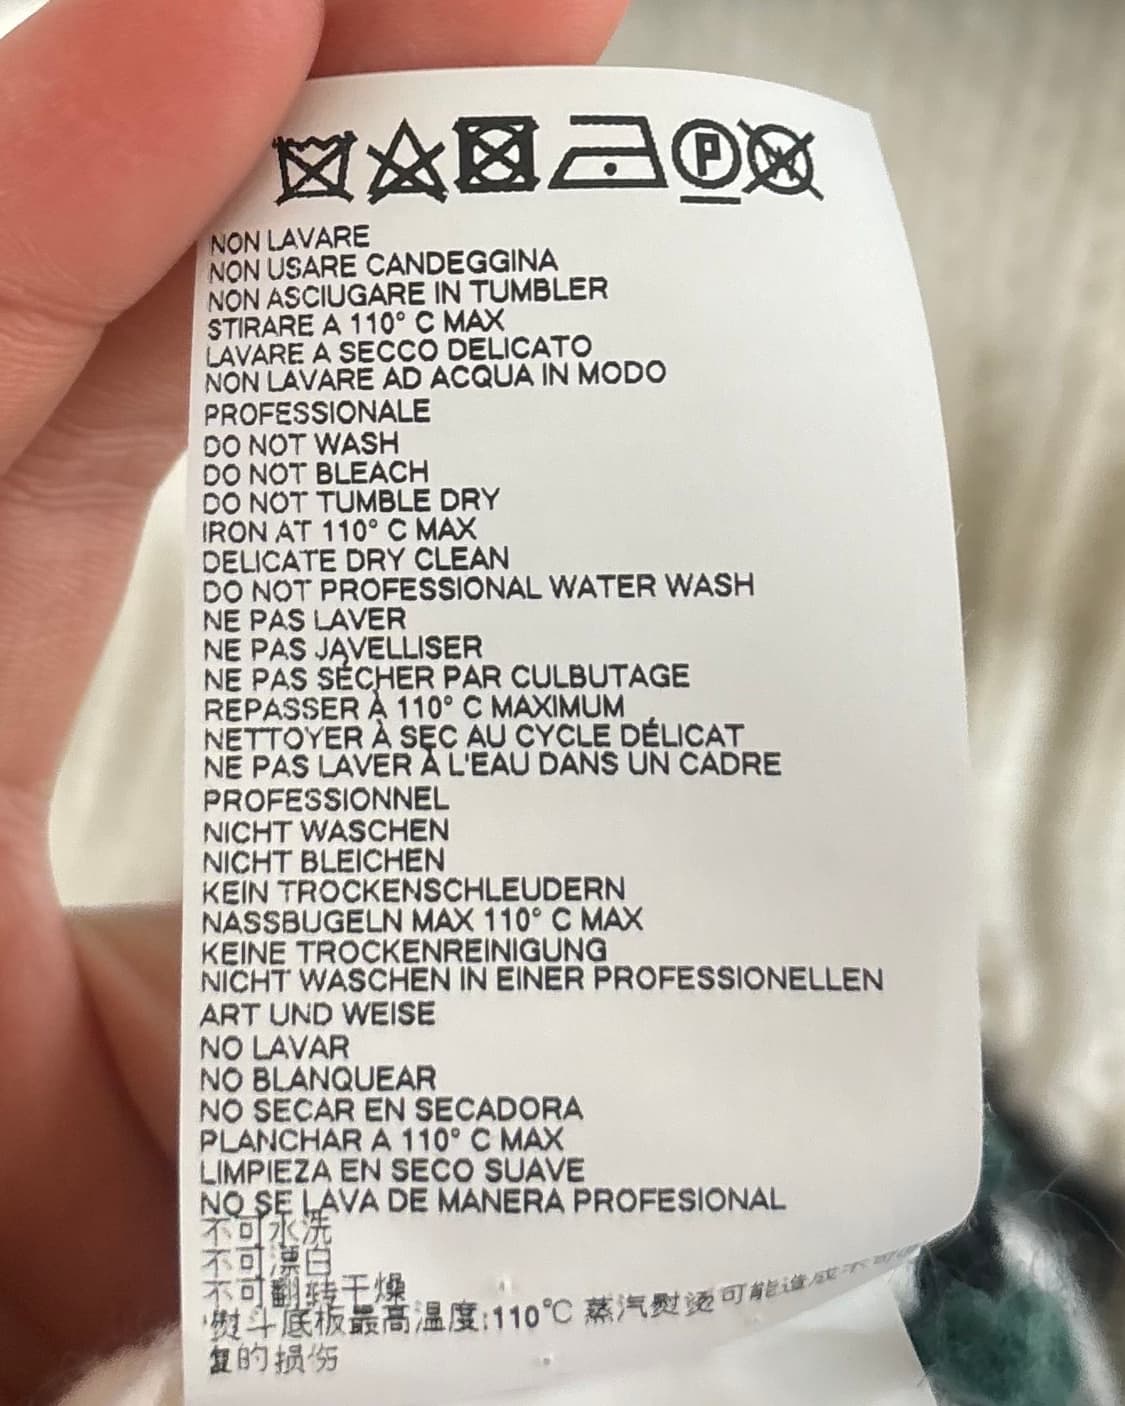 P W
NON LAVARE
NON USARE CANDEGGINA
NON ASCIUGARE IN TUMBLER
STIRARE A 110° C MAX
LAVARE A SECCO DELICATO
NON LAVARE AD ACQUA IN MODO
PROFESSIONALE
DO NOT WASH
DO NOT BLEACH
DO NOT TUMBLE DRY
IRON AT 110° C MAX
DELICATE DRY CLEAN
DO NOT PROFESSIONAL WATER WASH
NE PAS LAVER
NE PAS JAVELLISER
NE PAS SÉCHER PAR CULBUTAGE
REPASSER À 110° C MAXIMUM
NETTOYER À SEC AU CYCLE DÉLICAT
NE PAS LAVER À L'EAU DANS UN CADRE
PROFESSIONNEL
NICHT WASCHEN
NICHT BLEICHEN
KEIN TROCKENSCHLEUDERN
NASSBUGELN MAX 110° C MAX
KEINE TROCKENREINIGUNG
NICHT WASCHEN IN EINER PROFESSIONELLEN
ART UND WEISE
NO LAVAR
NO BLANQUEAR
NO SECAR EN SECADORA
PLANCHAR A 110° C MAX
LIMPIEZA EN SECO SUAVE
NO SE LAVA DE MANERA PROFESIONAL
不可水洗
不可漂白
不可翻转干燥
熨斗底板最高温度:110℃ 蒸汽熨烫可能造成不可
复的损伤